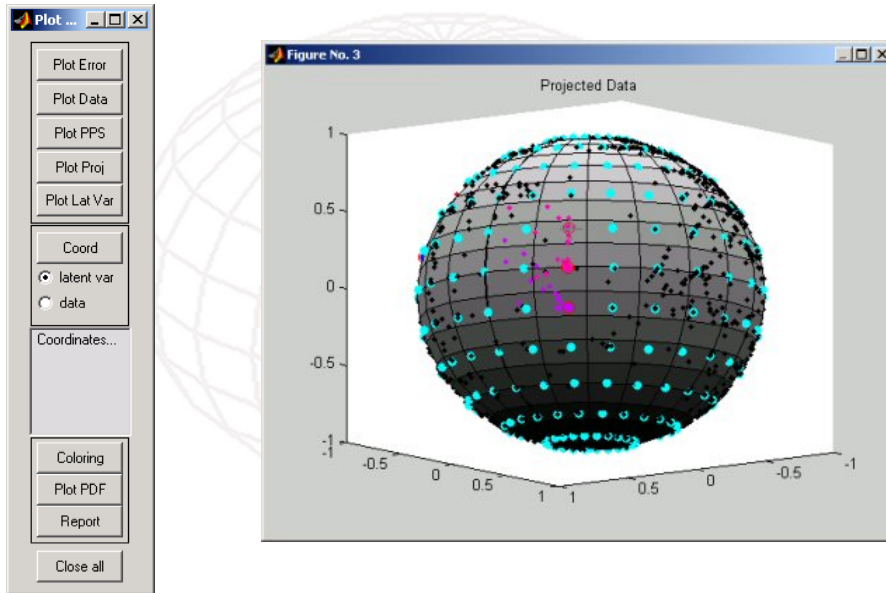 Plot ...
Plot Error
Plot Data
Plot PPS
Plot Proj
Plot Lat Var
Coord
latent var
data
Coordinates...
Coloring
Plot PDF
Report
Close all
Figure No. 3
Projected Data
1
0.5
0
-0.5
-1
-1
-0.5
0
0.5
1
1
0.5
0
-0.5
-1